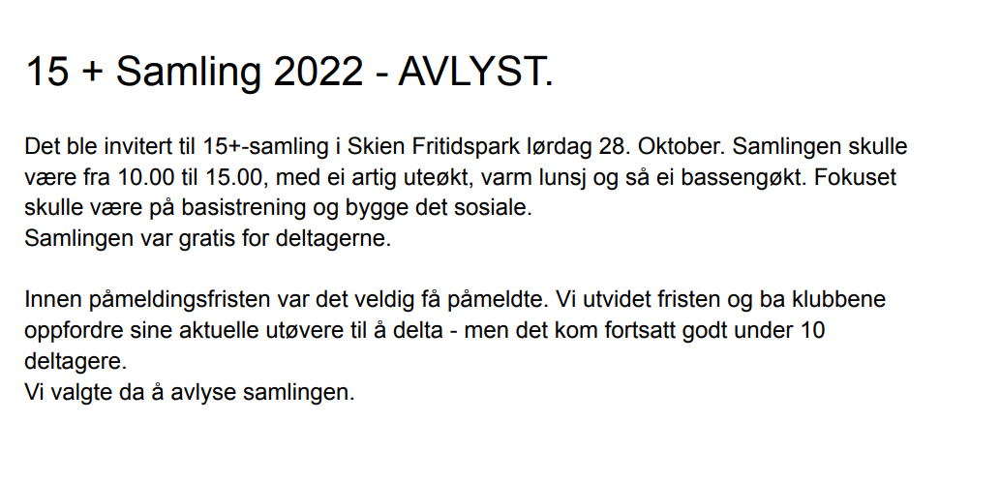 15 + Samling 2022 - AVLYST.
Det ble invitert til 15+-samling i Skien Fritidspark lørdag 28. Oktober. Samlingen skulle
være fra 10.00 til 15.00, med ei artig uteøkt, varm lunsj og så ei bassengøkt. Fokuset
skulle være på basistrening og bygge det sosiale.
Samlingen var gratis for deltagerne.
Innen påmeldingsfristen var det veldig få påmeldte. Vi utvidet fristen og ba klubbene
oppfordre sine aktuelle utøvere til å delta - men det kom fortsatt godt under 10
deltagere.
Vi valgte da å avlyse samlingen.